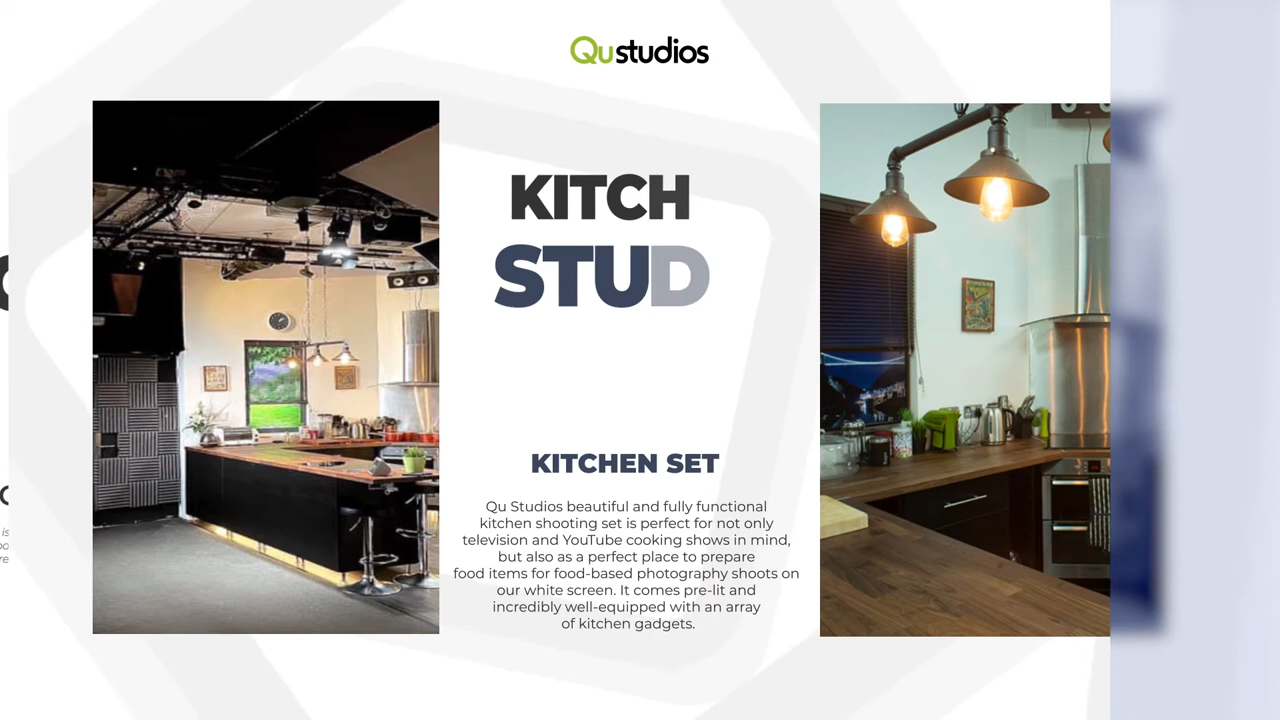 Qustudios
KITCH
STUD
KITCHEN SET
Qu Studios beautiful and fully functional
kitchen shooting set is perfect for not only
television and YouTube cooking shows in mind,
but also as a perfect place to prepare
food items for food-based photography shoots on
our white screen. It comes pre-lit and
incredibly well-equipped with an array
of kitchen gadgets.